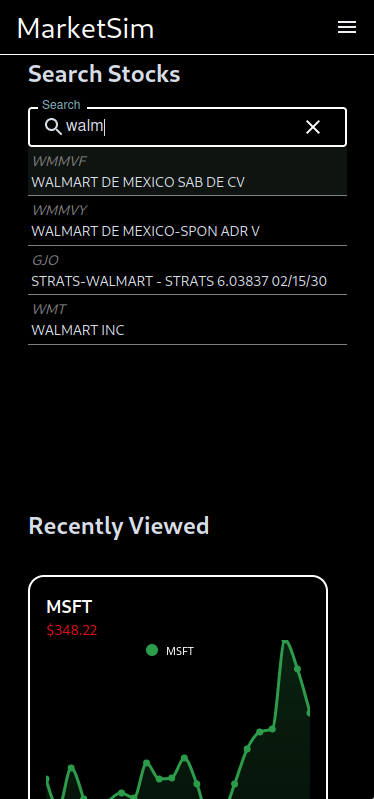 MarketSim
Search Stocks
Search
walm
WMMVF
WALMART DE MEXICO SAB DE CV
WMMVY
WALMART DE MEXICO-SPON ADR V
GJO
STRATS-WALMART - STRATS 6.03837 02/15/30
WMT
WALMART INC
Recently Viewed
MSFT
$348.22
MSFT